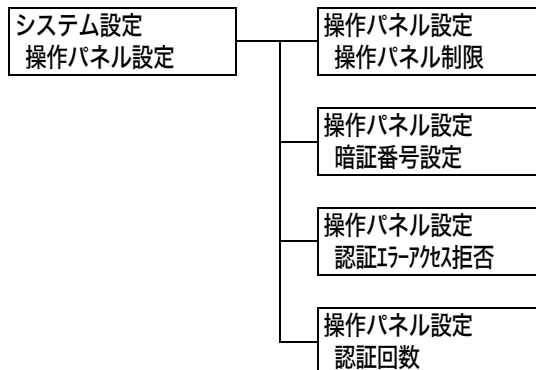 システム設定
操作パネル設定
操作パネル設定
操作パネル制限
操作パネル設定
暗証番号設定
操作パネル設定
認証ｴﾗｰｱｸｾｽ拒否
操作パネル設定
認証回数